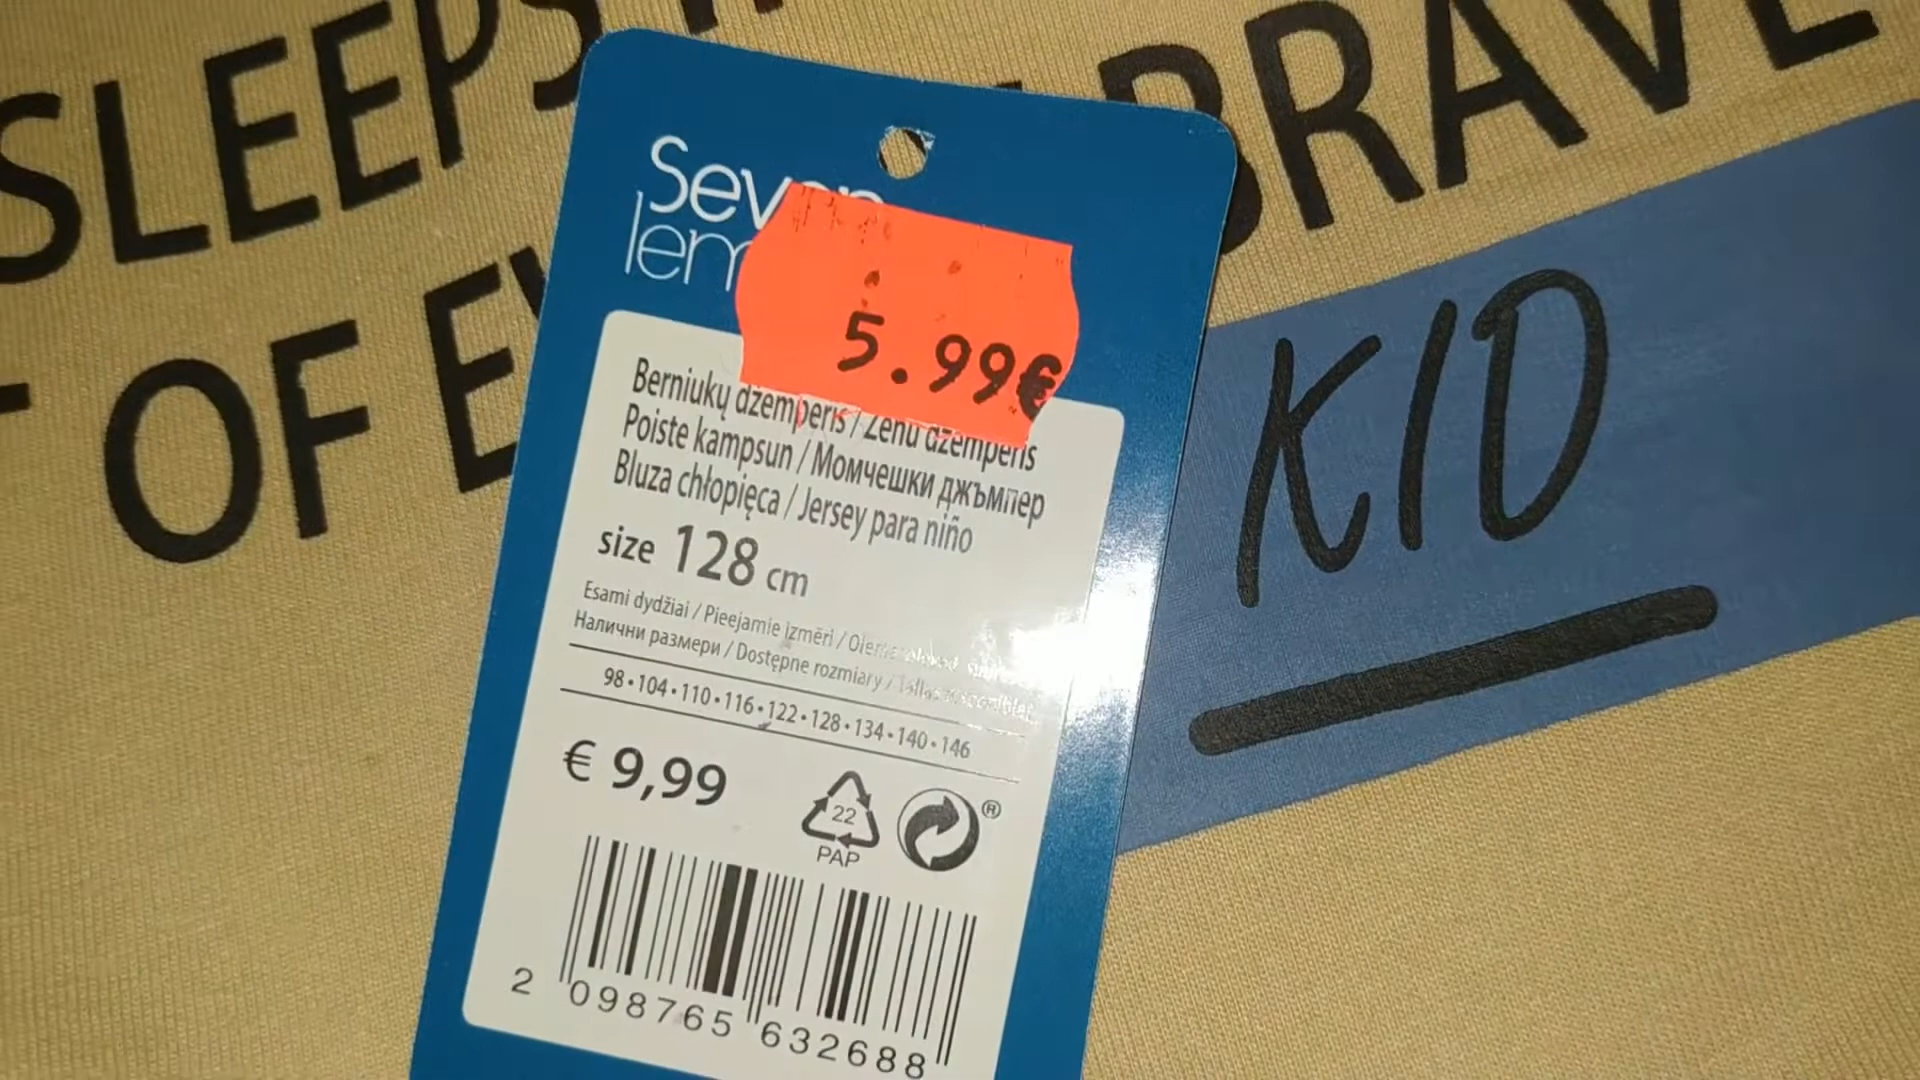 SLEEPS
BRAVE
OF
KID
Seven
5.99€
Berniukų džemperis / Zēnu džemperis
Poiste kampsun / Момчешки джъмпер
Bluza chłopięca / Jersey para niño
size 128 cm
Esami dydžiai / Pieejamie izmēri /
Налични размери / Dostępne rozmiary /
98 • 104 • 110 • 116 • 122 • 128 • 134 • 140 • 146
€ 9,99
22
PAP
®
2 098765 632688